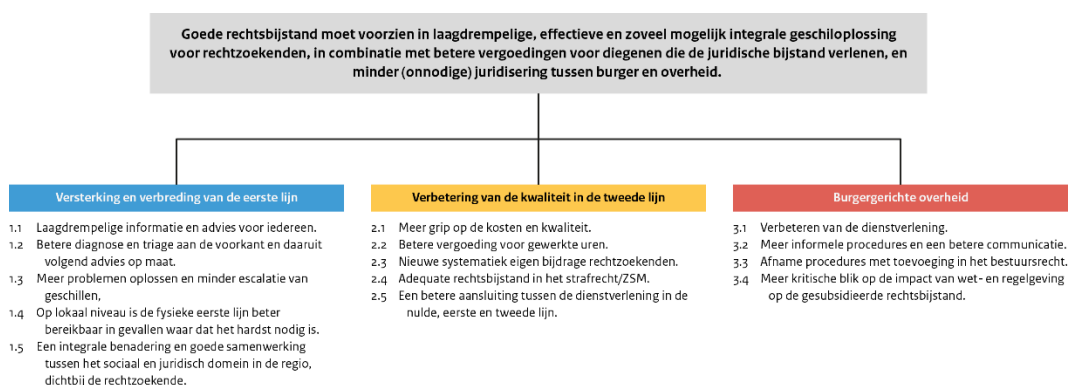 Goede rechtsbijstand moet voorzien in laagdrempelige, effectieve en zoveel mogelijk integrale geschiloplossing
voor rechtzoekenden, in combinatie met betere vergoedingen voor diegenen die de juridische bijstand verlenen, en
minder (onnodige) juridisering tussen burger en overheid.
Versterking en verbreding van de eerste lijn
1.1 Laagdrempelige informatie en advies voor iedereen.
1.2 Betere diagnose en triage aan de voorkant en daaruit
volgend advies op maat.
1.3 Meer problemen oplossen en minder escalatie van
geschillen,
1.4 Op lokaal niveau is de fysieke eerste lijn beter
bereikbaar in gevallen waar dat het hardst nodig is.
1.5 Een integrale benadering en goede samenwerking
tussen het sociaal en juridisch domein in de regio,
dichtbij de rechtzoekende.
Verbetering van de kwaliteit in de tweede lijn
2.1 Meer grip op de kosten en kwaliteit.
2.2 Betere vergoeding voor gewerkte uren.
2.3 Nieuwe systematiek eigen bijdrage rechtzoekenden.
2.4 Adequate rechtsbijstand in het strafrecht/ZSM.
2.5 Een betere aansluiting tussen de dienstverlening in de
nulde, eerste en tweede lijn.
Burgergerichte overheid
3.1 Verbeteren van de dienstverlening.
3.2 Meer informele procedures en een betere communicatie.
3.3 Afname procedures met toevoeging in het bestuursrecht.
3.4 Meer kritische blik op de impact van wet- en regelgeving
op de gesubsidieerde rechtsbijstand.